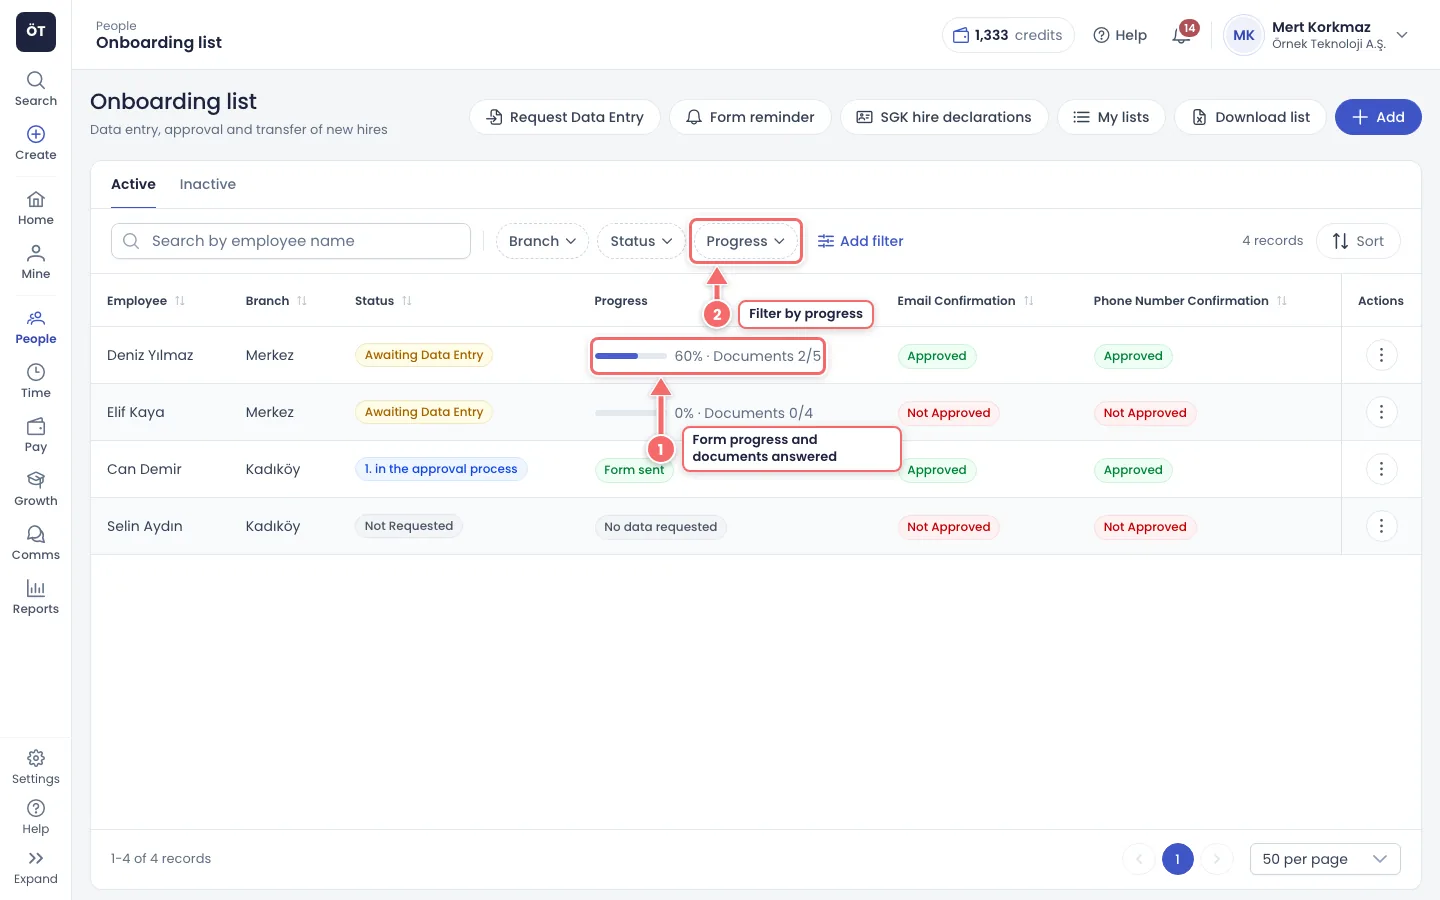 ÖT
People
Onboarding list
1,333 credits
Help
14
MK
Mert Korkmaz
Örnek Teknoloji A.Ş.
Search
Create
Home
Mine
People
Time
Pay
Growth
Comms
Reports
Settings
Help
Expand
Onboarding list
Data entry, approval and transfer of new hires
Request Data Entry
Form reminder
SGK hire declarations
My lists
Download list
Add
Active
Inactive
Search by employee name
Branch
Status
Progress
Add filter
4 records
Sort
Employee
Branch
Status
Progress
Email Confirmation
Phone Number Confirmation
Actions
2
Filter by progress
Deniz Yılmaz
Merkez
Awaiting Data Entry
60% · Documents 2/5
Approved
Approved
Elif Kaya
Merkez
Awaiting Data Entry
0% · Documents 0/4
Not Approved
Not Approved
1
Form progress and
documents answered
Can Demir
Kadıköy
1. in the approval process
Form sent
Approved
Approved
Selin Aydın
Kadıköy
Not Requested
No data requested
Not Approved
Not Approved
1-4 of 4 records
1
50 per page